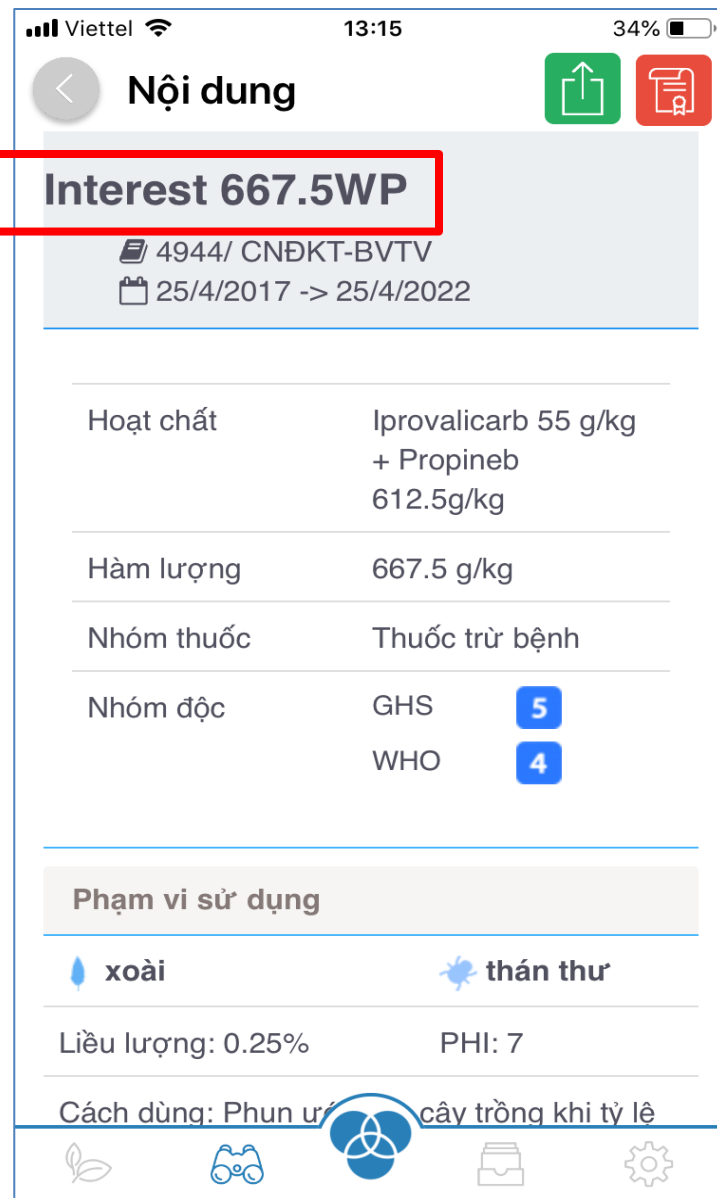 Viettel 13:15 34%
Nội dung
Interest 667.5WP
4944/ CNĐKT-BVTV
25/4/2017 -> 25/4/2022
Hoạt chất Iprovalicarb 55 g/kg
+ Propineb
612.5g/kg
Hàm lượng 667.5 g/kg
Nhóm thuốc Thuốc trừ bệnh
Nhóm độc GHS 5
WHO 4
Phạm vi sử dụng
xoài thán thư
Liều lượng: 0.25% PHI: 7
Cách dùng: Phun cây trồng khi tỷ lệ